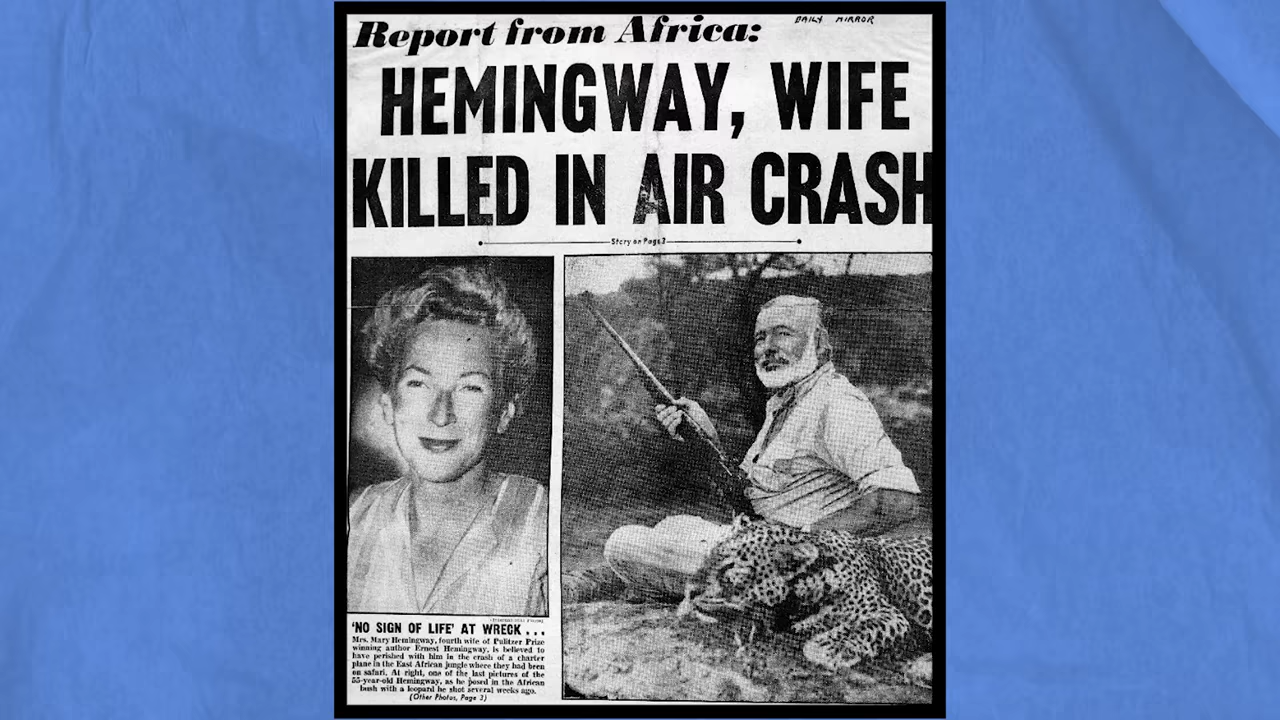 DAILY MIRROR
Report from Africa:
HEMINGWAY, WIFE
KILLED IN AIR CRASH
Story on Page 2
'NO SIGN OF LIFE' AT WRECK . . .
Mrs. Mary Hemingway, fourth wife of Pulitzer Prize
winning author Ernest Hemingway, is believed to
have perished with him in the crash of a charter
plane in the East African jungle where they had been
on safari. At right, one of the last pictures of the
55-year-old Hemingway, as he posed in the African
bush with a leopard he shot several weeks ago.
(Other Photos, Page 3)